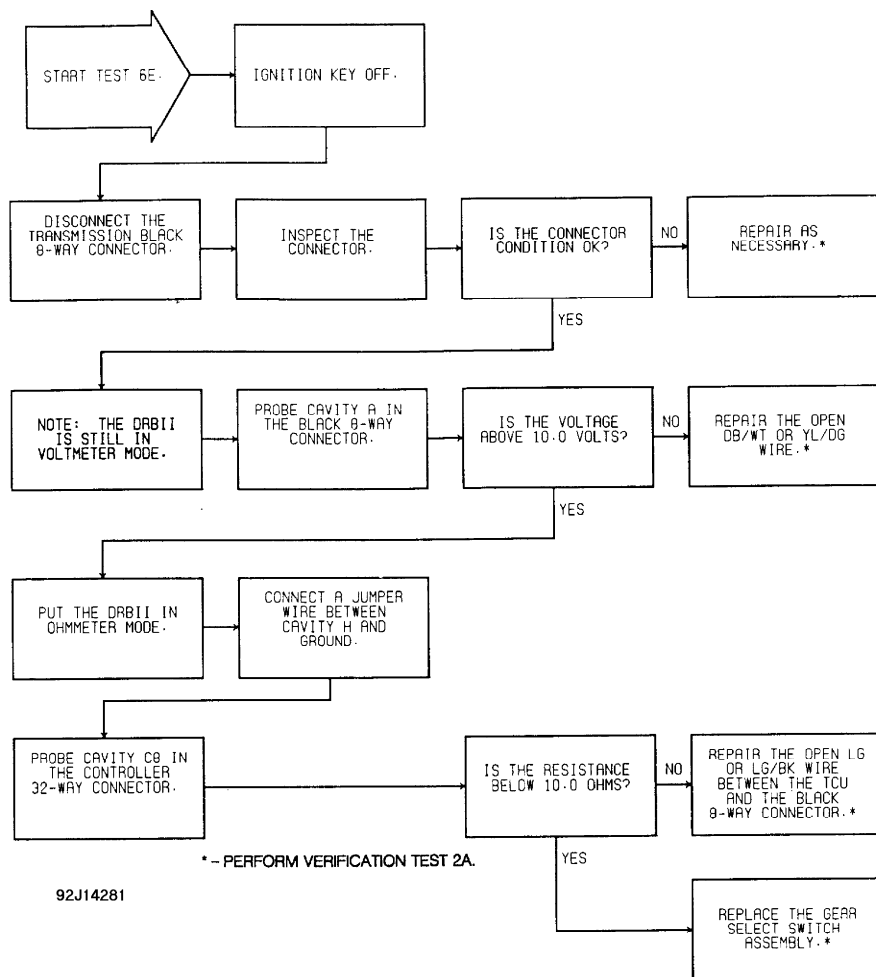 START TEST 6E.
IGNITION KEY OFF.
DISCONNECT THE
TRANSMISSION BLACK
8-WAY CONNECTOR.
INSPECT THE
CONNECTOR.
IS THE CONNECTOR
CONDITION OK?
NO
REPAIR AS
NECESSARY.*
YES
NOTE: THE DRBII
IS STILL IN
VOLTMETER MODE.
PROBE CAVITY A IN
THE BLACK 8-WAY
CONNECTOR.
IS THE VOLTAGE
ABOVE 10.0 VOLTS?
NO
REPAIR THE OPEN
DB/WT OR YL/DG
WIRE.*
YES
PUT THE DRBII IN
OHMMETER MODE.
CONNECT A JUMPER
WIRE BETWEEN
CAVITY H AND
GROUND.
PROBE CAVITY C8 IN
THE CONTROLLER
32-WAY CONNECTOR.
IS THE RESISTANCE
BELOW 10.0 OHMS?
NO
REPAIR THE OPEN LG
OR LG/BK WIRE
BETWEEN THE TCU
AND THE BLACK
8-WAY CONNECTOR.*
YES
* – PERFORM VERIFICATION TEST 2A.
92J14281
REPLACE THE GEAR
SELECT SWITCH
ASSEMBLY.*